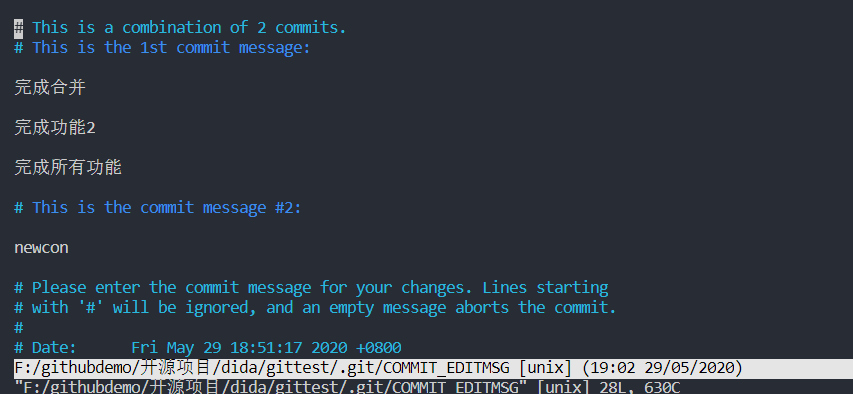 # This is a combination of 2 commits.
# This is the 1st commit message:
完成合并
完成功能2
完成所有功能
# This is the commit message #2:
newcon
# Please enter the commit message for your changes. Lines starting
# with '#' will be ignored, and an empty message aborts the commit.
#
# Date:      Fri May 29 18:51:17 2020 +0800
F:/githubdemo/开源项目/dida/gittest/.git/COMMIT_EDITMSG [unix] (19:02 29/05/2020)
"F:/githubdemo/开源项目/dida/gittest/.git/COMMIT_EDITMSG" [unix] 28L, 630C